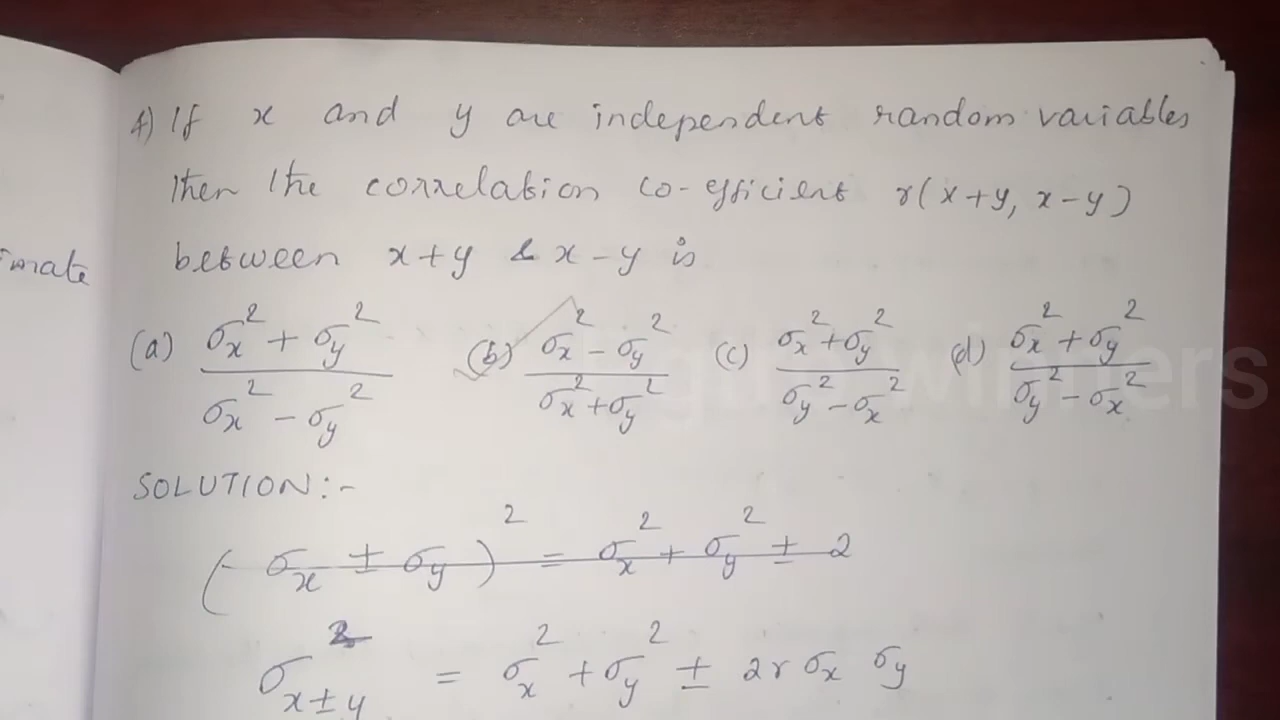 4) If x and y are independent random variables
then the correlation co-efficient r(x+y, x-y)
imate
between x+y & x-y is
(a) σx² + σy² / σx² - σy² (b) σx² - σy² / σx² + σy² (c) σx² + σy² / σy² - σx² (d) σx² + σy² / σy² - σx²
SOLUTION:-
(σx ± σy)² = σx² + σy² ± 2
σ²x±y = σx² + σy² ± 2r σx σy